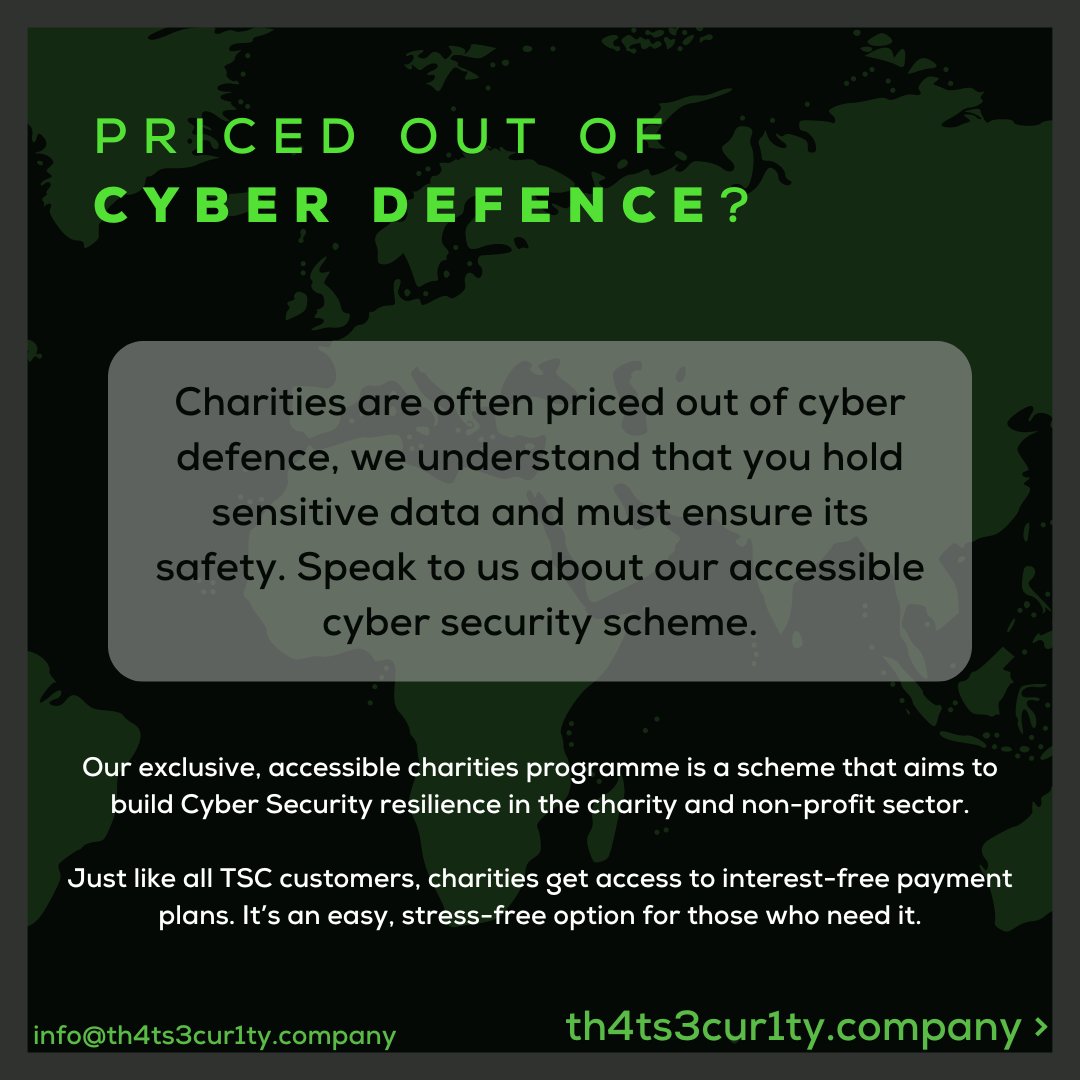 PRICED OUT OF
CYBER DEFENCE?
Charities are often priced out of cyber
defence, we understand that you hold
sensitive data and must ensure its
safety. Speak to us about our accessible
cyber security scheme.
Our exclusive, accessible charities programme is a scheme that aims to
build Cyber Security resilience in the charity and non-profit sector.
Just like all TSC customers, charities get access to interest-free payment
plans. It’s an easy, stress-free option for those who need it.
info@th4ts3cur1ty.company
th4ts3cur1ty.company >